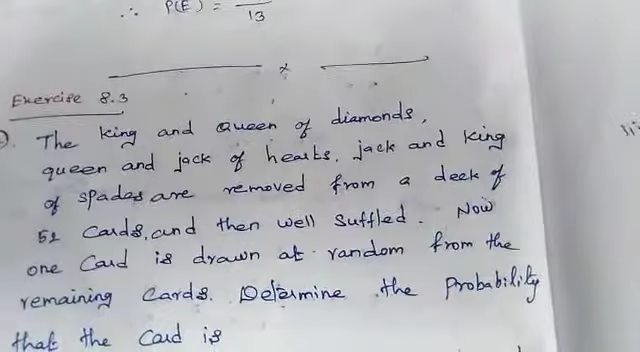 ∴ P(E) = — 13
×
Exercise 8.3
The king and Queen of diamonds,
queen and jack of hearts, jack and king
of spades are removed from a deck of
52 Cards, and then well Suffled. Now
one Card is drawn at random from the
remaining Cards. Determine the Probability
that the Card is